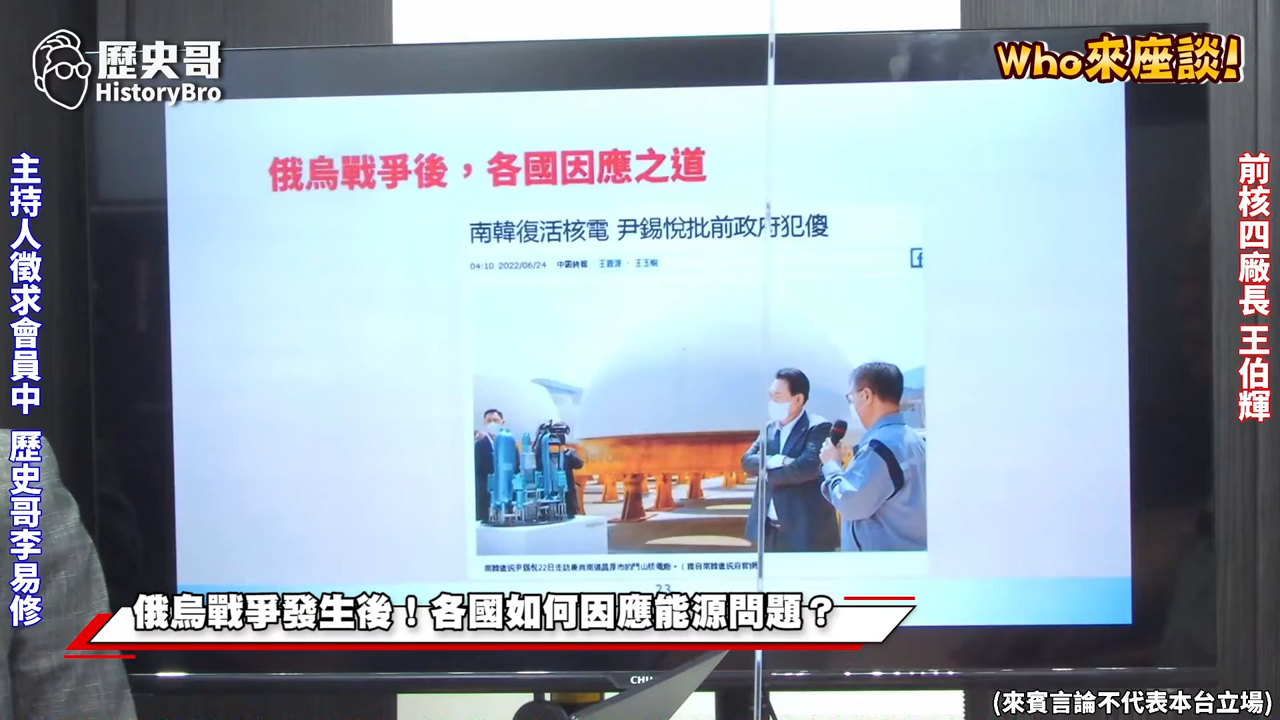 歷史哥
HistoryBro
Who來座談!
主持人徵求會員中 歷史哥李易修
前核四廠長 王伯輝
俄烏戰爭後，各國因應之道
南韓復活核電 尹錫悅批前政府犯傻
04:10 2022/06/24 中國時報
23
俄烏戰爭發生後！各國如何因應能源問題？
(來賓言論不代表本台立場)